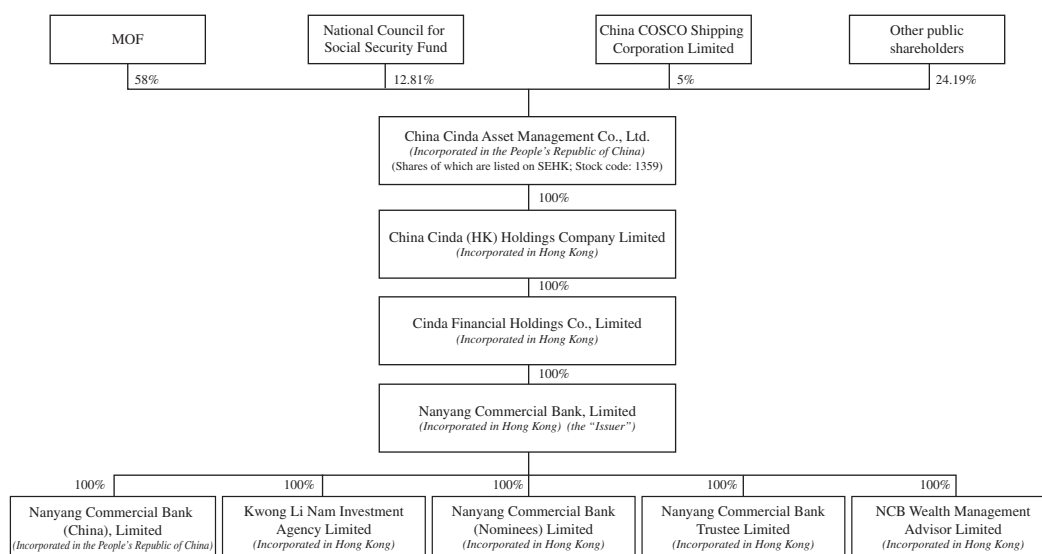 MOF
National Council for
Social Security Fund
China COSCO Shipping
Corporation Limited
Other public
shareholders
58%
12.81%
5%
24.19%
China Cinda Asset Management Co., Ltd.
(Incorporated in the People's Republic of China)
(Shares of which are listed on SEHK; Stock code: 1359)
100%
China Cinda (HK) Holdings Company Limited
(Incorporated in Hong Kong)
100%
Cinda Financial Holdings Co., Limited
(Incorporated in Hong Kong)
100%
Nanyang Commercial Bank, Limited
(Incorporated in Hong Kong) (the “Issuer”)
100%
100%
100%
100%
100%
Nanyang Commercial Bank
(China), Limited
(Incorporated in the People's Republic of China)
Kwong Li Nam Investment
Agency Limited
(Incorporated in Hong Kong)
Nanyang Commercial Bank
(Nominees) Limited
(Incorporated in Hong Kong)
Nanyang Commercial Bank
Trustee Limited
(Incorporated in Hong Kong)
NCB Wealth Management
Advisor Limited
(Incorporated in Hong Kong)